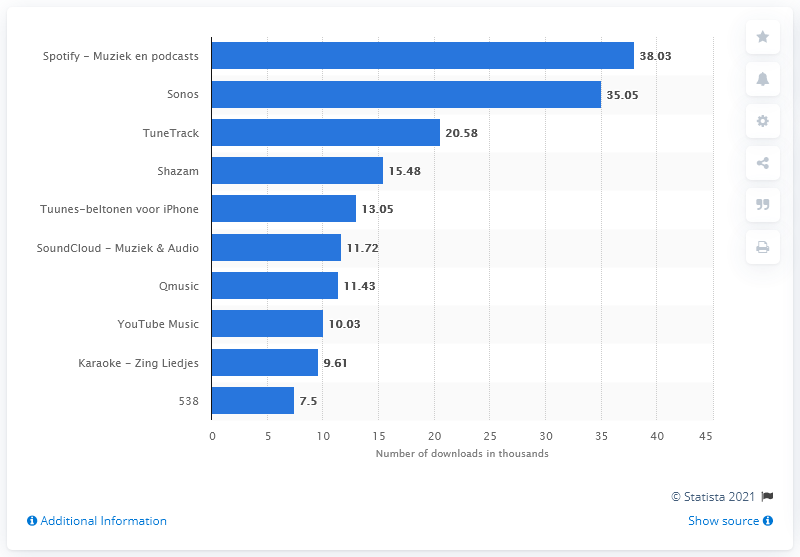 Spotify – Muziek en podcasts 38.03
Sonos 35.05
TuneTrack 20.58
Shazam 15.48
Tuunes-beltonen voor iPhone 13.05
SoundCloud – Muziek & Audio 11.72
Qmusic 11.43
YouTube Music 10.03
Karaoke – Zing Liedjes 9.61
538 7.5
0 5 10 15 20 25 30 35 40 45
Number of downloads in thousands
© Statista 2021
Additional Information Show source